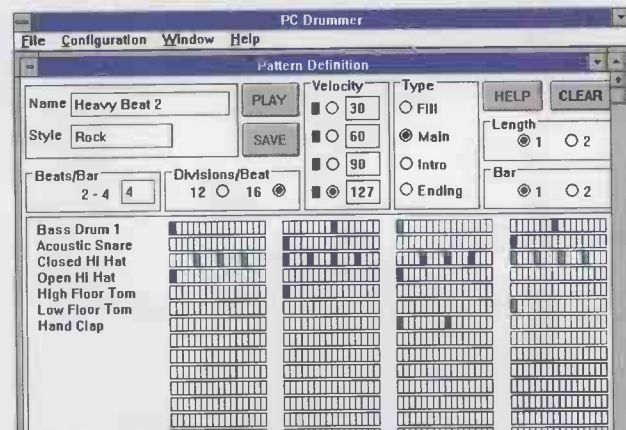 PC Drummer
File Configuration Window Help
Pattern Definition
Name Heavy Beat 2
PLAY
Style Rock
SAVE
Velocity
30
60
90
127
Type
Fill
Main
Intro
Ending
HELP CLEAR
Length
1 2
Bar
1 2
Beats/Bar
2 - 4 4
Divisions/Beat
12 16
Bass Drum 1
Acoustic Snare
Closed Hi Hat
Open Hi Hat
High Floor Tom
Low Floor Tom
Hand Clap